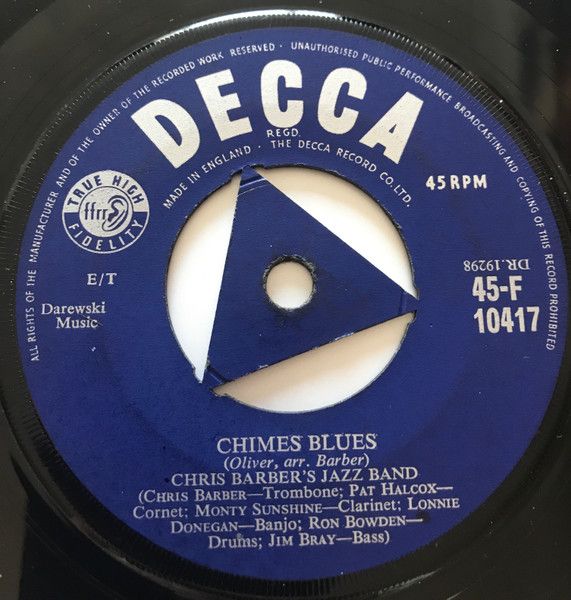 ALL RIGHTS OF THE MANUFACTURER AND OF THE OWNER OF THE RECORDED WORK RESERVED · UNAUTHORISED PUBLIC PERFORMANCE BROADCASTING AND COPYING OF THIS RECORD PROHIBITED
DECCA
REGD.
MADE IN ENGLAND · THE DECCA RECORD CO. LTD.
45 RPM
TRUE HIGH
ffrr
FIDELITY
E/T
Darewski
Music
DR.19298
45-F
10417
CHIMES BLUES
(Oliver, arr. Barber)
CHRIS BARBER'S JAZZ BAND
(CHRIS BARBER—Trombone; PAT HALCOX—
Cornet; MONTY SUNSHINE—Clarinet; LONNIE
DONEGAN—Banjo; RON BOWDEN—
Drums; JIM BRAY—Bass)